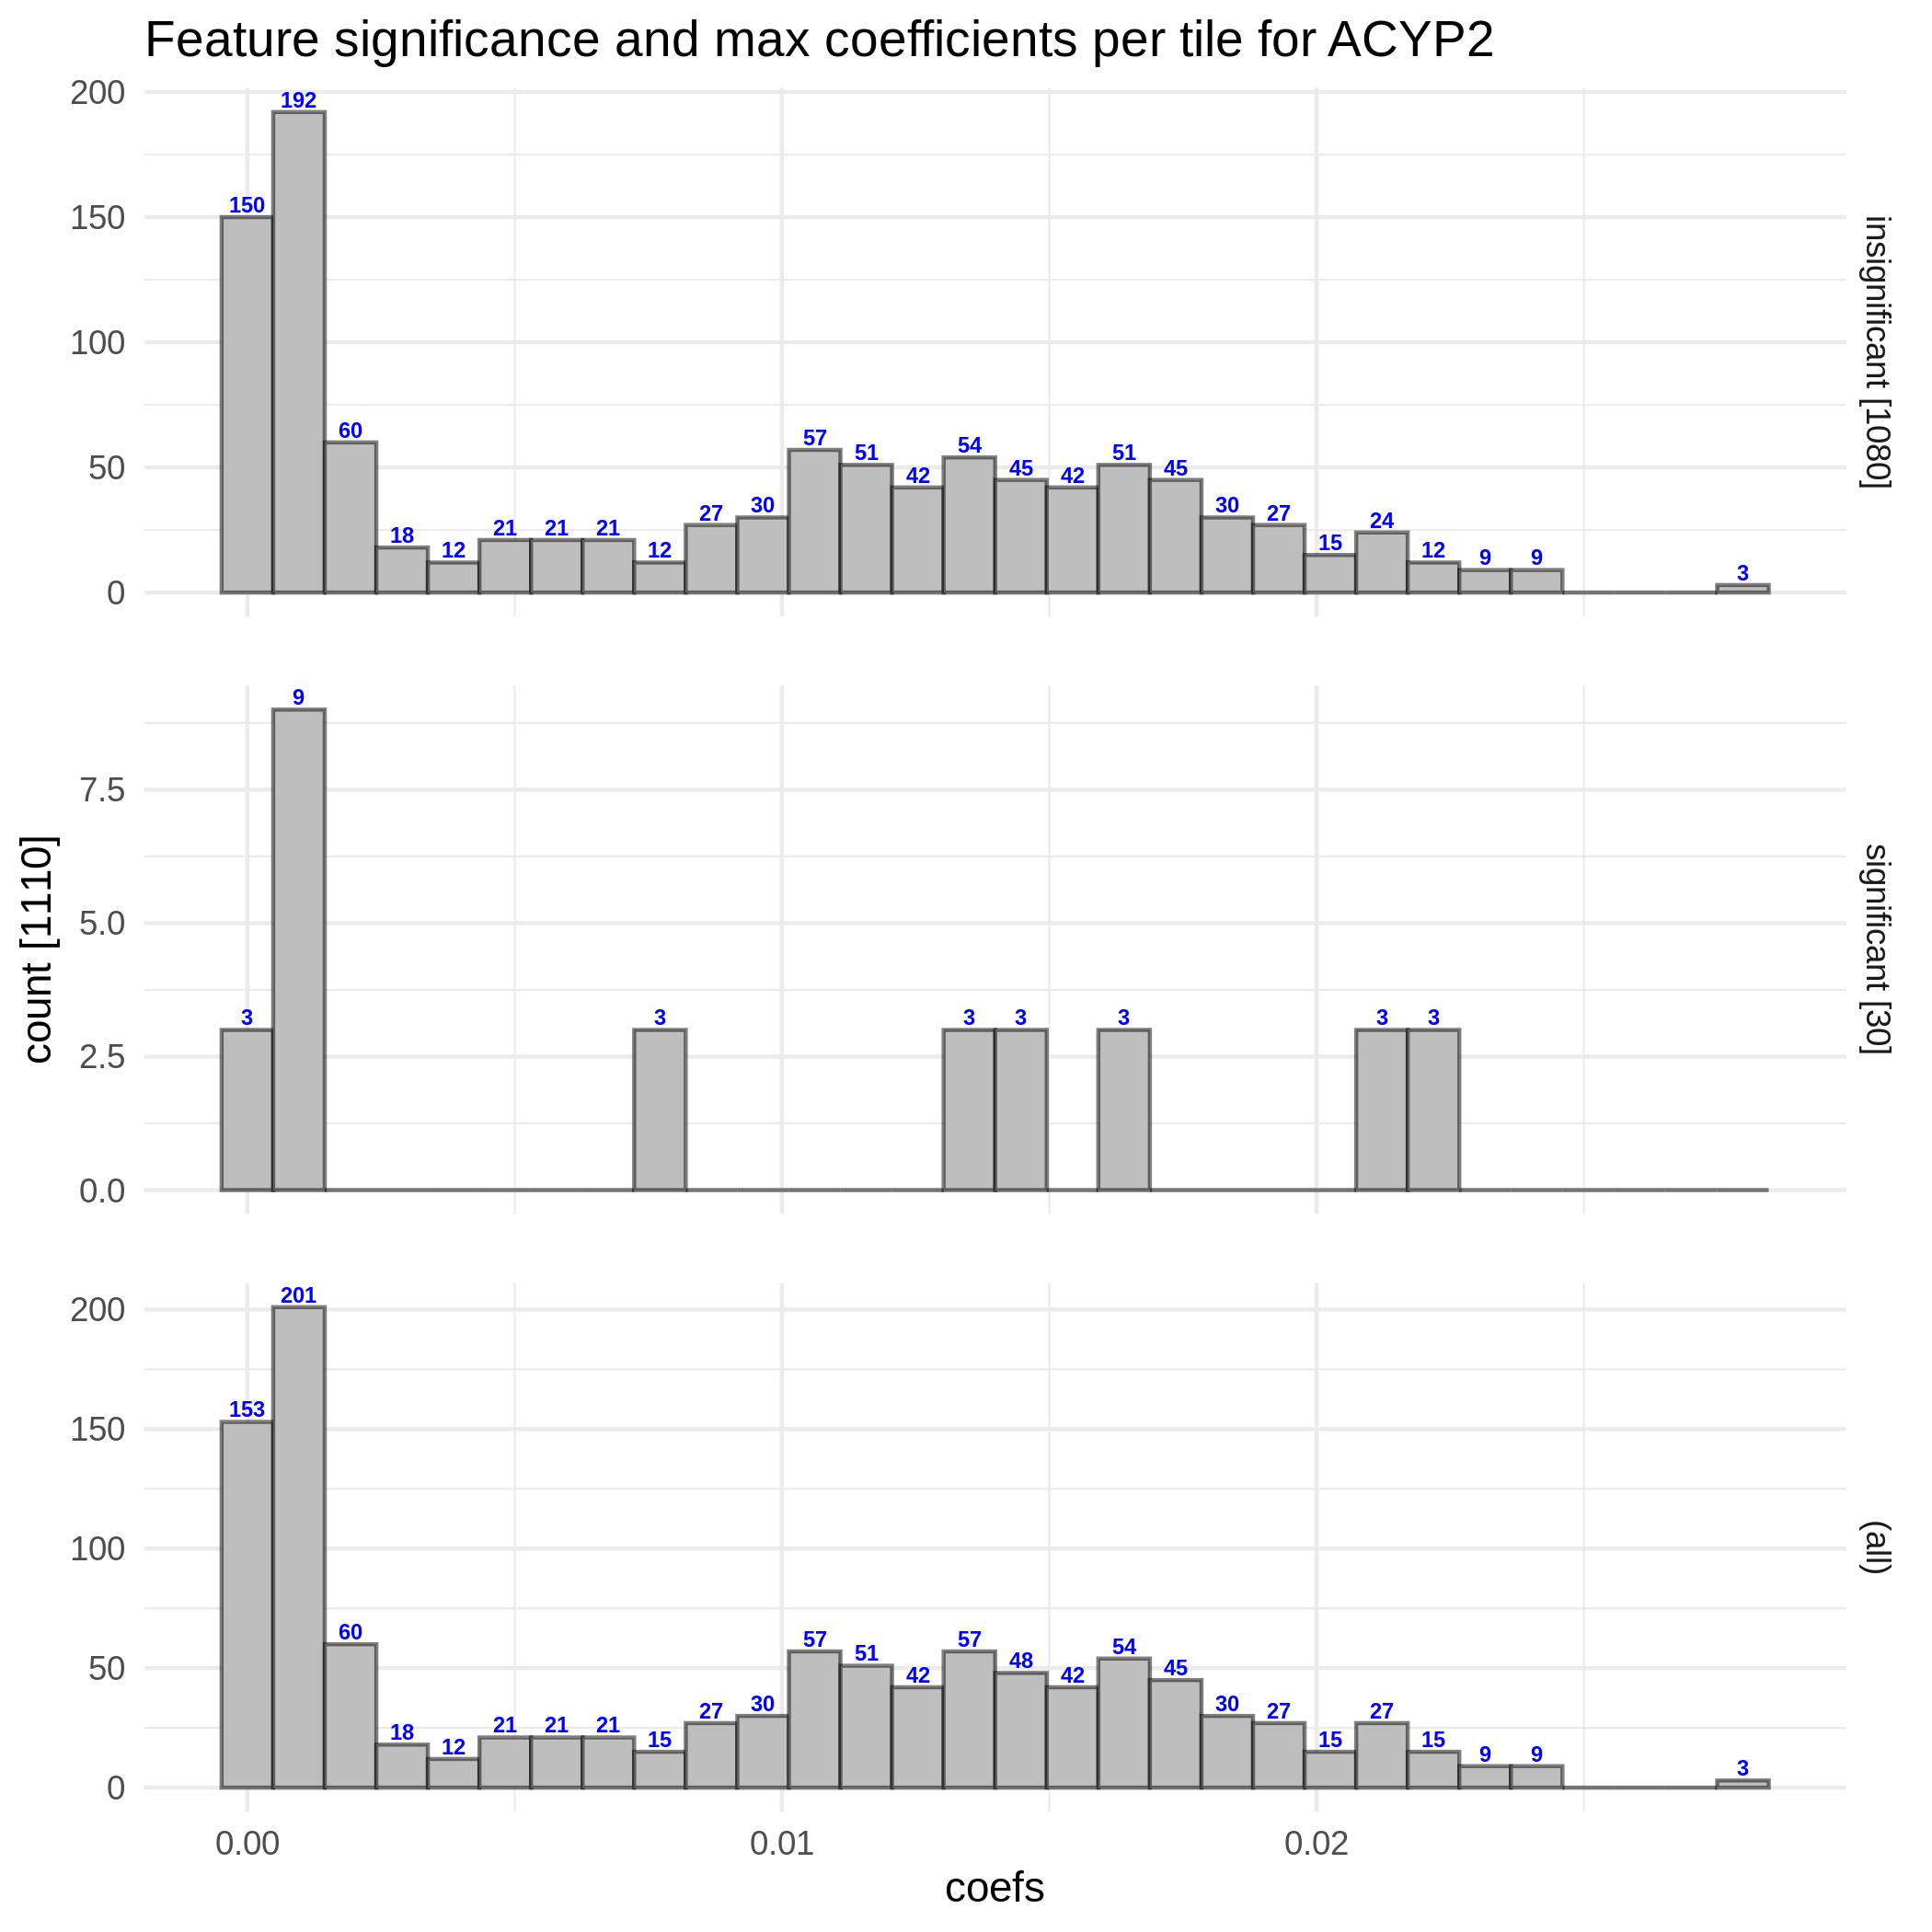 Feature significance and max coefficients per tile for ACYP2
200
150
100
50
0
150 192 60 18 12 21 21 21 12 27 30 57 51 42 54 45 42 51 45 30 27 15 24 12 9 9 3
insignificant [1080]
count [1110]
7.5
5.0
2.5
0.0
3 9 3 3 3 3 3 3
significant [30]
200
150
100
50
0
153 201 60 18 12 21 21 21 15 27 30 57 51 42 57 48 42 54 45 30 27 15 27 15 9 9 3
(all)
0.00 0.01 0.02
coefs